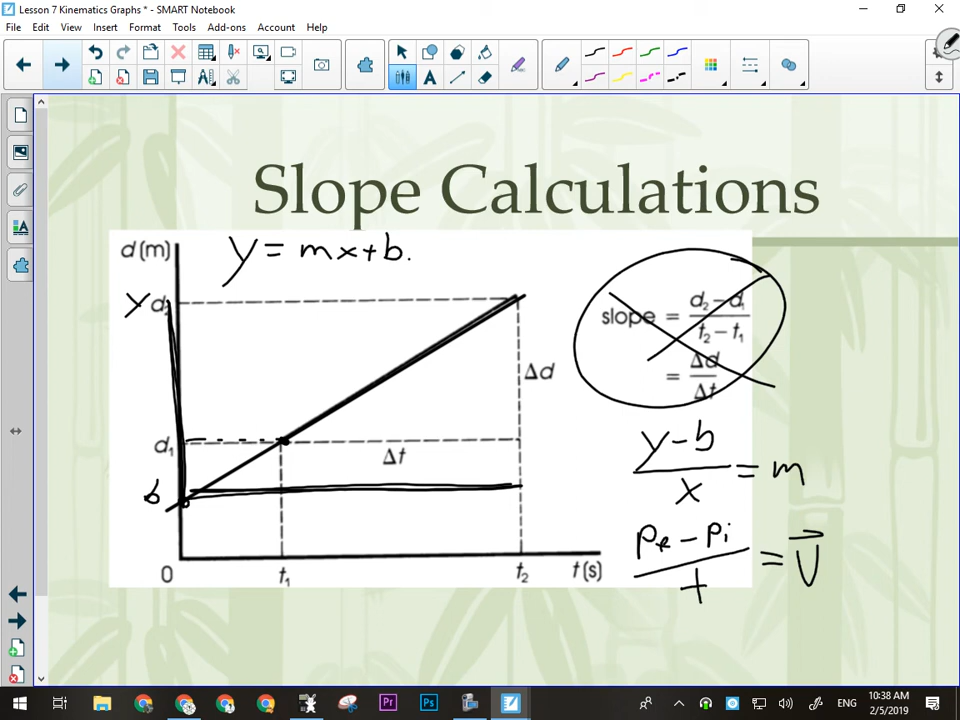 Lesson 7 Kinematics Graphs * - SMART Notebook
File Edit View Insert Format Tools Add-ons Account Help
Slope Calculations
d (m)
y = mx+b.
y d₂
slope = d₂-d₁ / t₂-t₁
= Δd / Δt
Δd
d₁
Δt
b
y-b / x = m
0
t₁
t₂
t (s)
Pf - Pi / t = V⃗
Pr
Ps
ENG
10:38 AM
2/5/2019